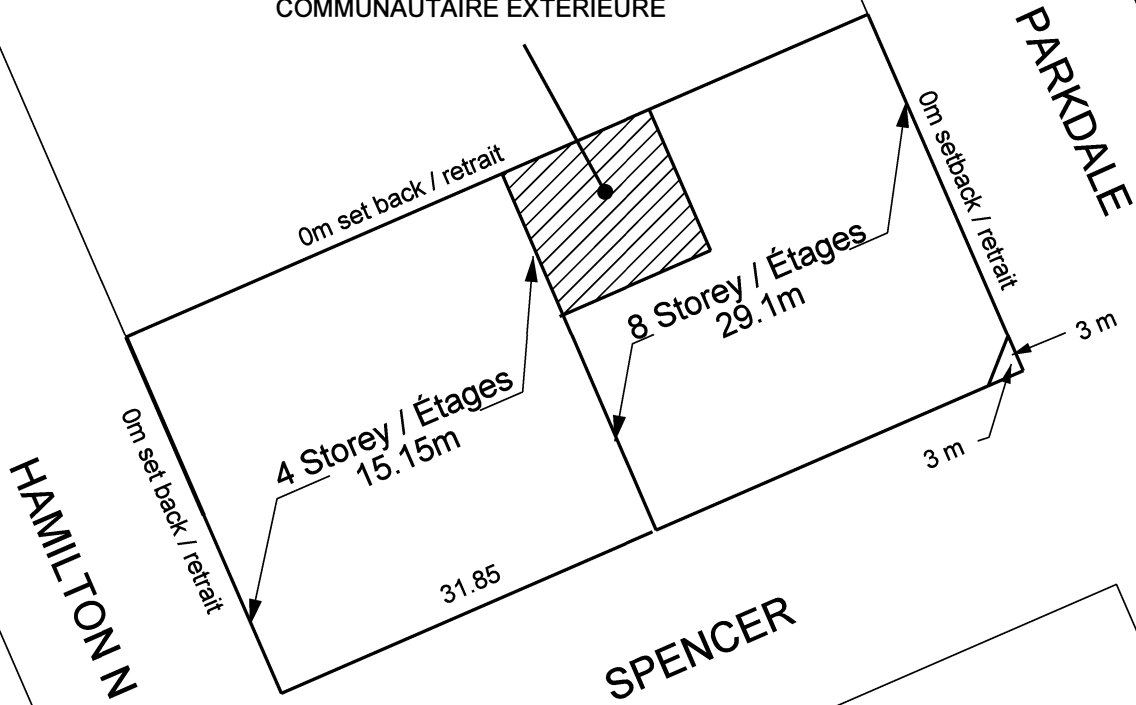 COMMUNAUTAIRE EXTÉRIEURE
PARKDALE
0m set back / retrait
0m setback / retrait
8 Storey / Étages
29.1m
3 m
3 m
4 Storey / Étages
15.15m
0m set back / retrait
HAMILTON N
31.85
SPENCER